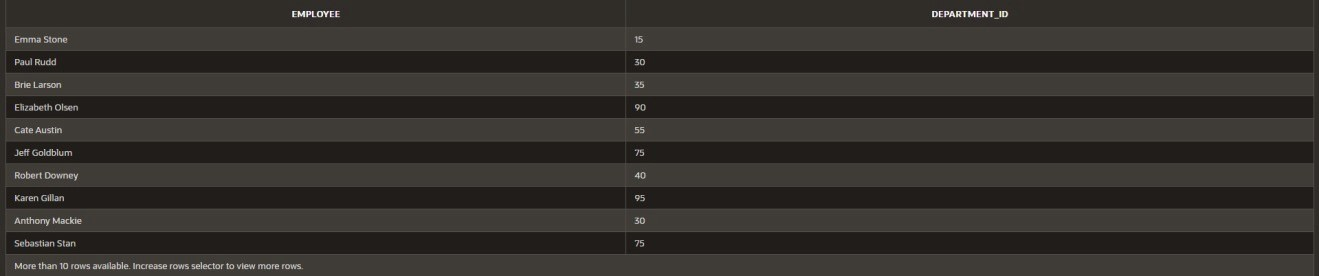 EMPLOYEE DEPARTMENT_ID
Emma Stone 15
Paul Rudd 30
Brie Larson 35
Elizabeth Olsen 90
Cate Austin 55
Jeff Goldblum 75
Robert Downey 40
Karen Gillan 95
Anthony Mackie 30
Sebastian Stan 75
More than 10 rows available. Increase rows selector to view more rows.